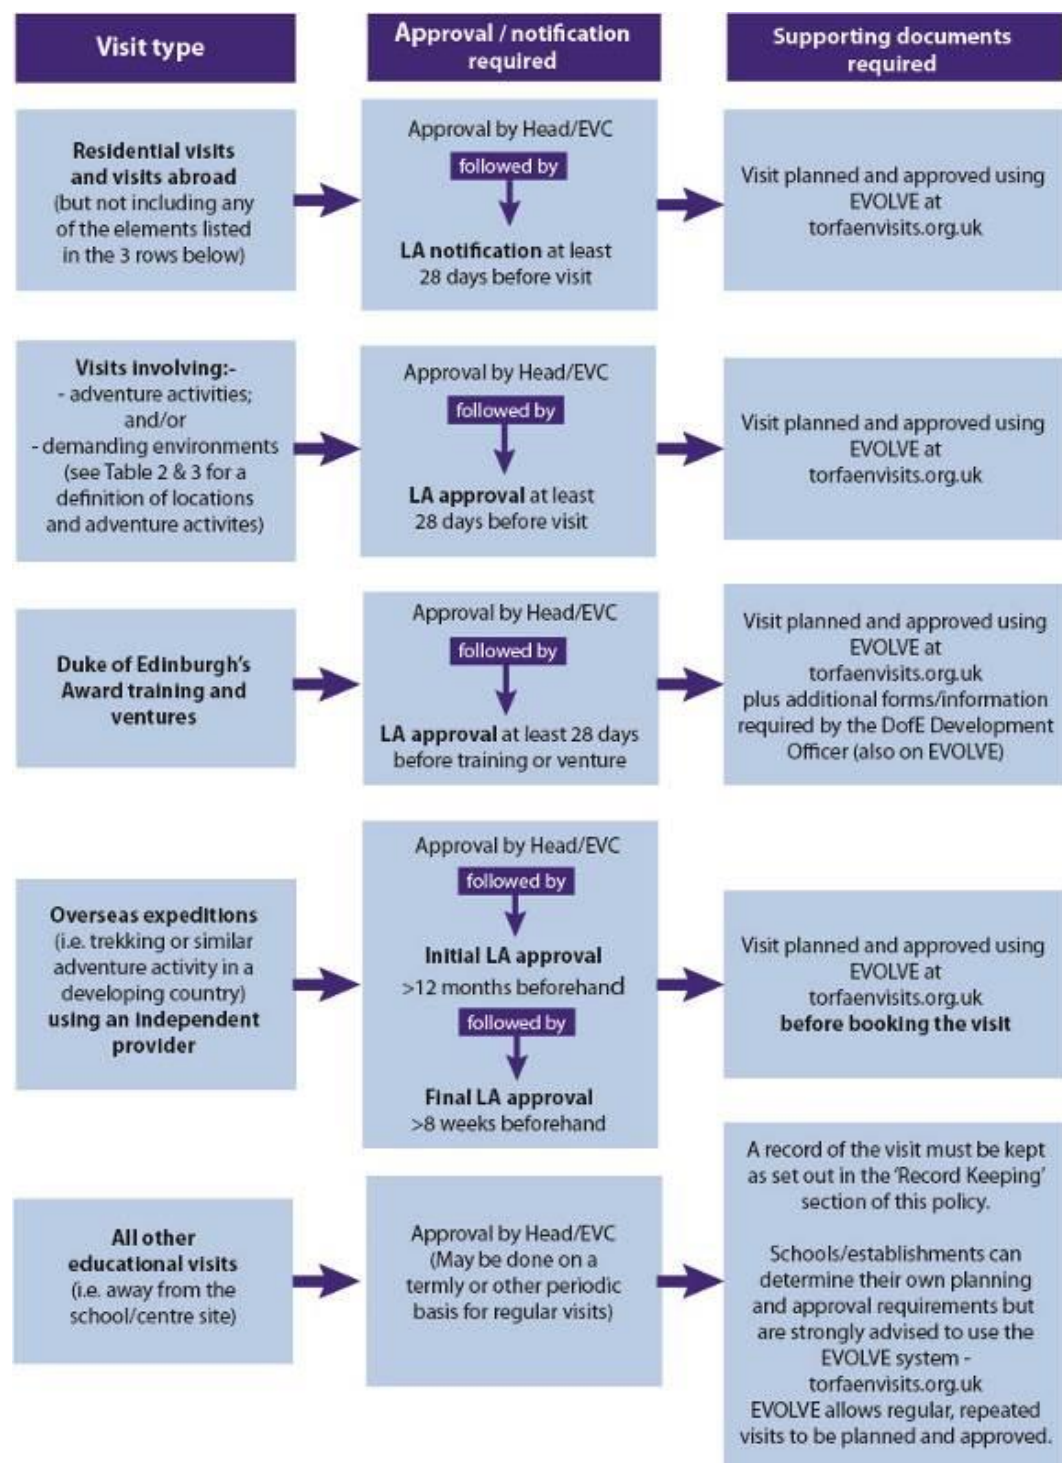 Visit type
Approval / notification
required
Supporting documents
required
Residential visits
and visits abroad
(but not including any
of the elements listed
in the 3 rows below)
Approval by Head/EVC
followed by
LA notification at least
28 days before visit
Visit planned and approved using
EVOLVE at
torfaenvisits.org.uk
Visits involving:-
- adventure activities;
and/or
- demanding environments
(see Table 2 & 3 for a
definition of locations
and adventure activites)
Approval by Head/EVC
followed by
LA approval at least
28 days before visit
Visit planned and approved using
EVOLVE at
torfaenvisits.org.uk
Duke of Edinburgh's
Award training and
ventures
Approval by Head/EVC
followed by
LA approval at least 28 days
before training or venture
Visit planned and approved using
EVOLVE at
torfaenvisits.org.uk
plus additional forms/information
required by the DofE Development
Officer (also on EVOLVE)
Overseas expeditions
(i.e. trekking or similar
adventure activity in a
developing country)
using an independent
provider
Approval by Head/EVC
followed by
Initial LA approval
>12 months beforehand
followed by
Final LA approval
>8 weeks beforehand
Visit planned and approved using
EVOLVE at
torfaenvisits.org.uk
before booking the visit
All other
educational visits
(i.e. away from the
school/centre site)
Approval by Head/EVC
(May be done on a
termly or other periodic
basis for regular visits)
A record of the visit must be kept
as set out in the 'Record Keeping'
section of this policy.
Schools/establishments can
determine their own planning
and approval requirements but
are strongly advised to use the
EVOLVE system -
torfaenvisits.org.uk
EVOLVE allows regular, repeated
visits to be planned and approved.